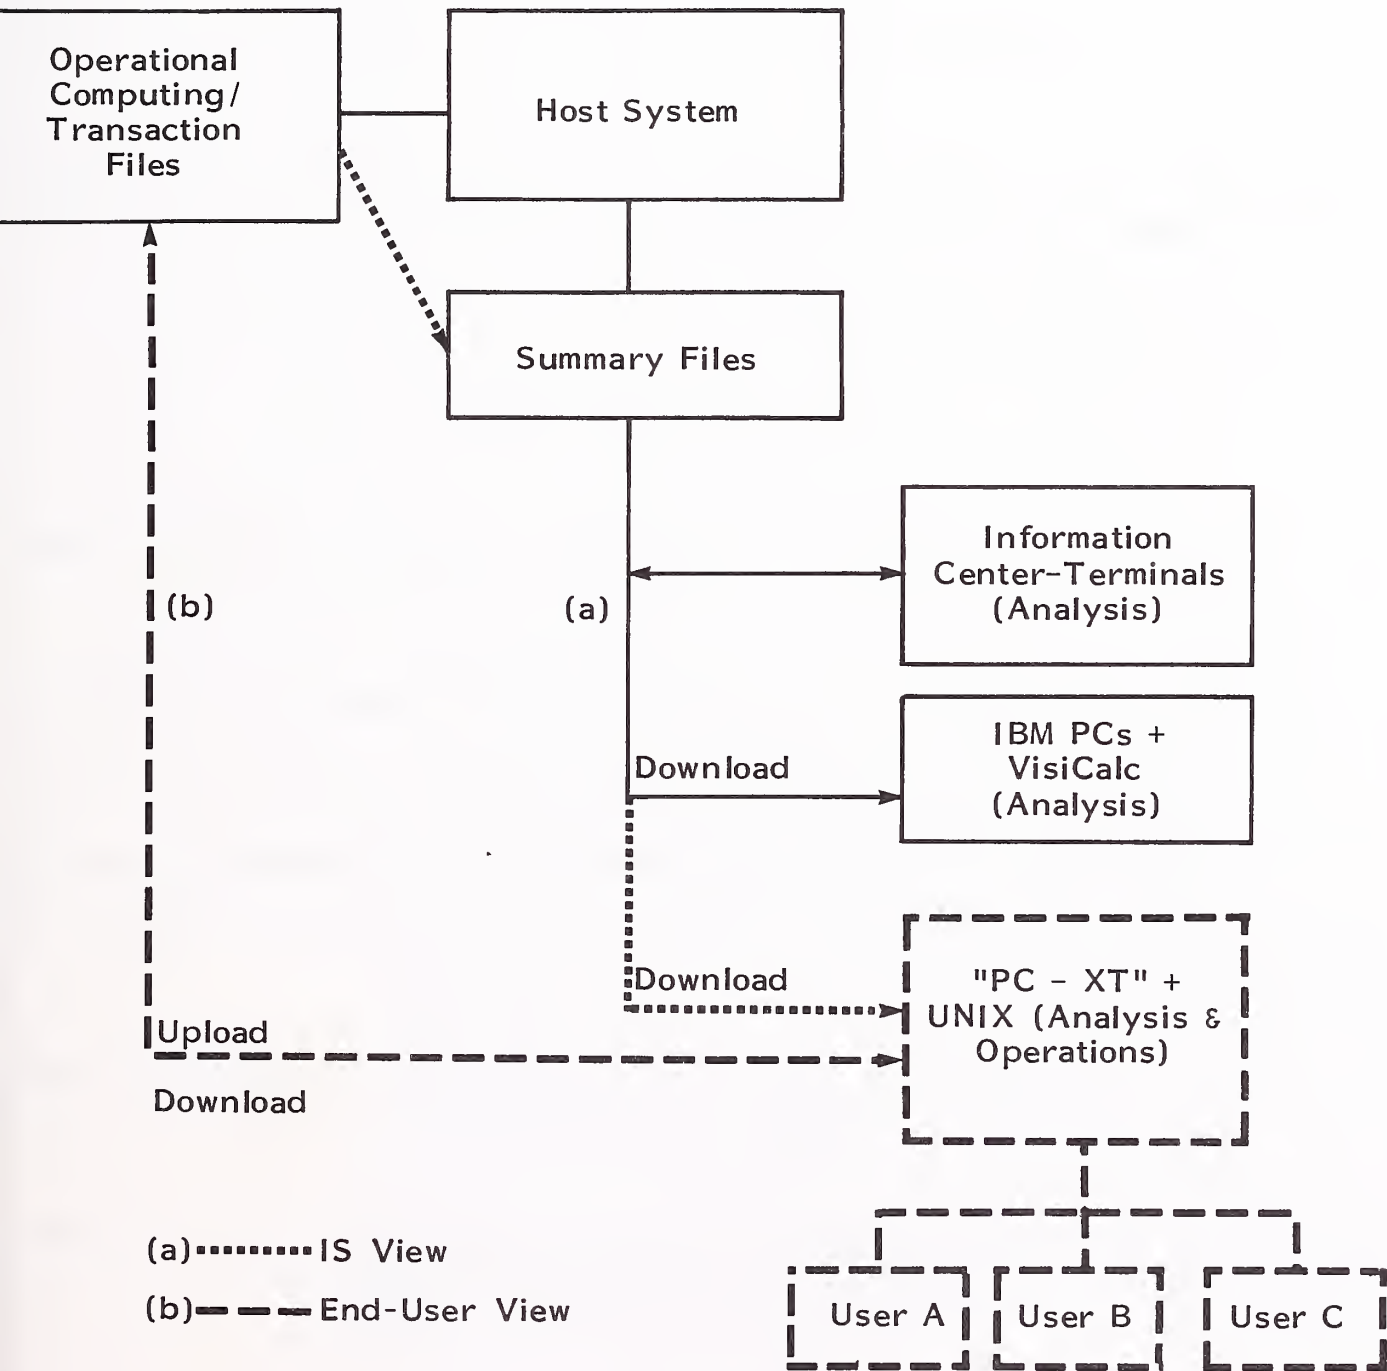 Operational
Computing/
Transaction
Files
Host System
Summary Files
Information
Center-Terminals
(Analysis)
(b)
(a)
IBM PCs +
VisiCalc
(Analysis)
Download
Download
"PC - XT" +
UNIX (Analysis &
Operations)
Upload
Download
(a) IS View
(b) End-User View
User A
User B
User C